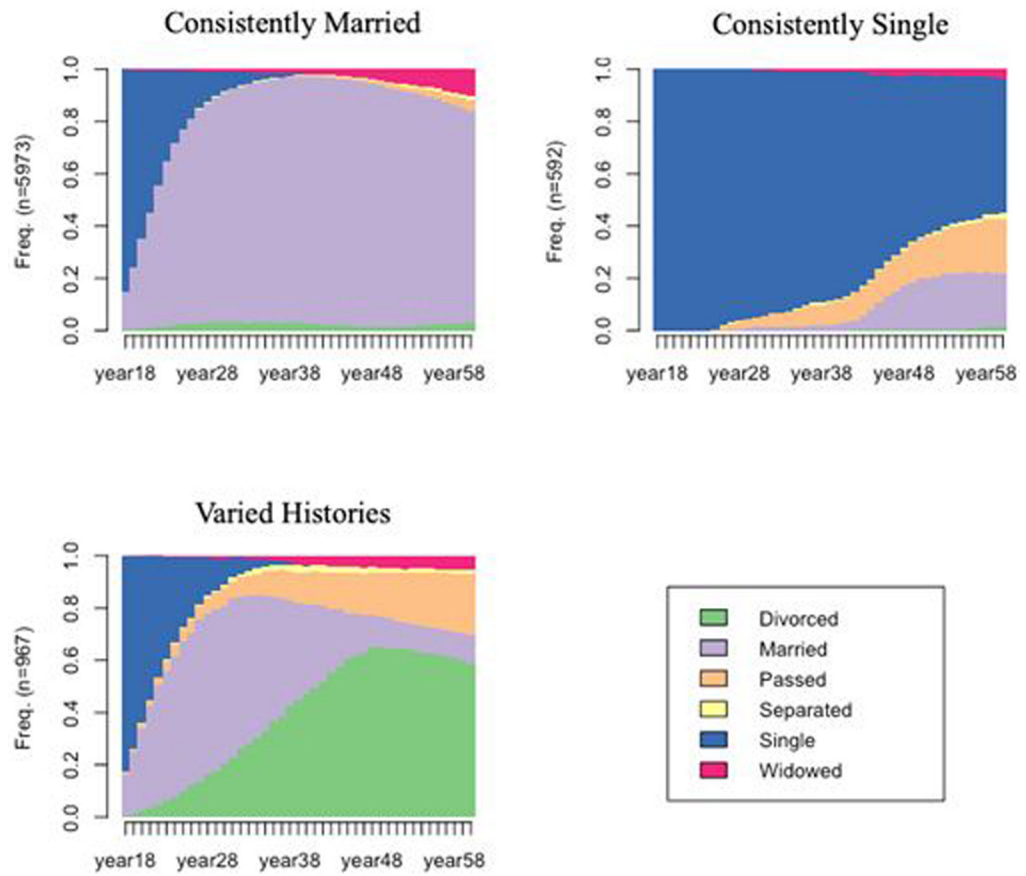 Consistently Married
Freq. (n=5973)
0.0 0.2 0.4 0.6 0.8 1.0
year18 year28 year38 year48 year58
Consistently Single
Freq. (n=592)
0.0 0.2 0.4 0.6 0.8 1.0
year18 year28 year38 year48 year58
Varied Histories
Freq. (n=967)
0.0 0.2 0.4 0.6 0.8 1.0
year18 year28 year38 year48 year58
Divorced
Married
Passed
Separated
Single
Widowed